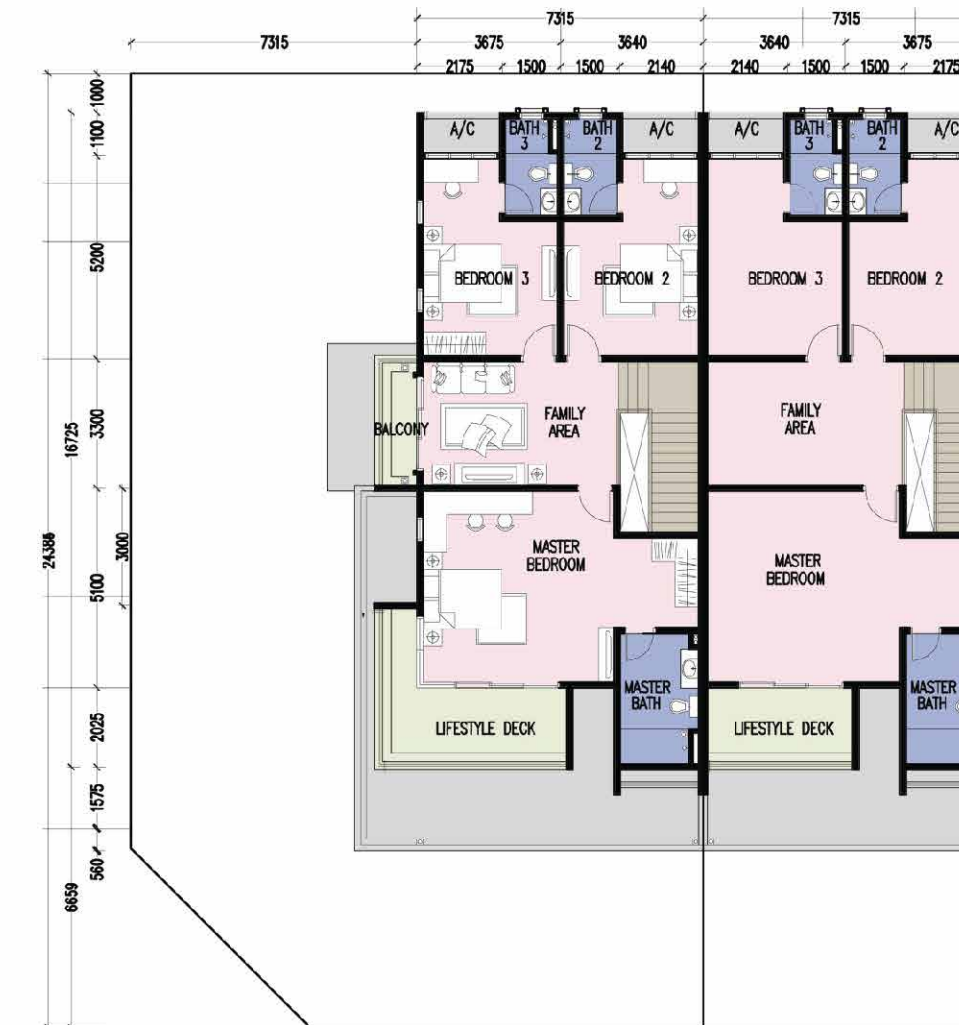 7315
7315
7315
3675
3640
3640
3675
2175
1500
1500
2140
2140
1500
1500
2175
1000
1100
5200
3300
16725
24386
3000
5100
2025
1575
560
6659
A/C
BATH
3
BATH
2
A/C
A/C
BATH
3
BATH
2
A/C
BEDROOM 3
BEDROOM 2
BEDROOM 3
BEDROOM 2
BALCONY
FAMILY
AREA
FAMILY
AREA
MASTER
BEDROOM
MASTER
BEDROOM
MASTER
BATH
MASTER
BATH
LIFESTYLE DECK
LIFESTYLE DECK